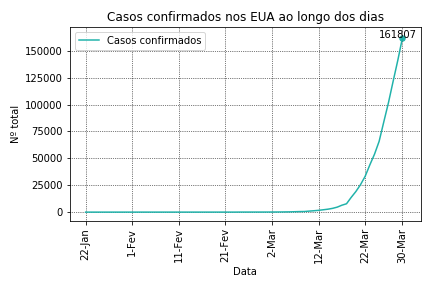 Casos confirmados nos EUA ao longo dos dias
Casos confirmados
161807
150000
125000
100000
75000
50000
25000
0
Nº total
22-Jan
1-Fev
11-Fev
21-Fev
2-Mar
12-Mar
22-Mar
30-Mar
Data